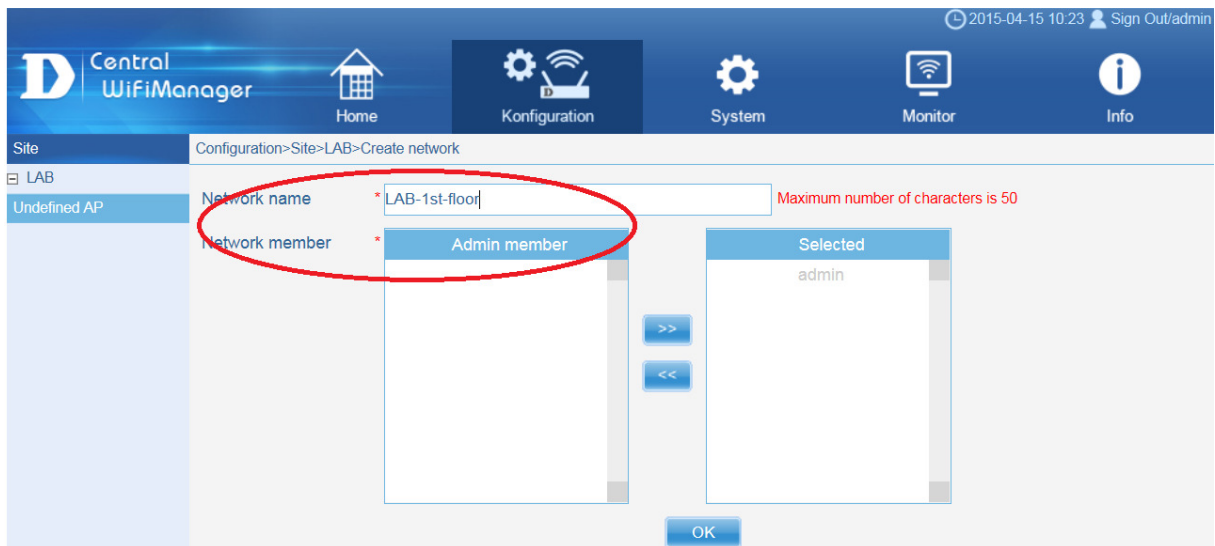 2015-04-15 10:23 Sign Out/admin
D Central
WiFiManager
Home
Konfiguration
System
Monitor
Info
Site
Configuration>Site>LAB>Create network
LAB
Undefined AP
Network name * LAB-1st-floor Maximum number of characters is 50
Network member * Admin member Selected
admin
>>
<<
OK